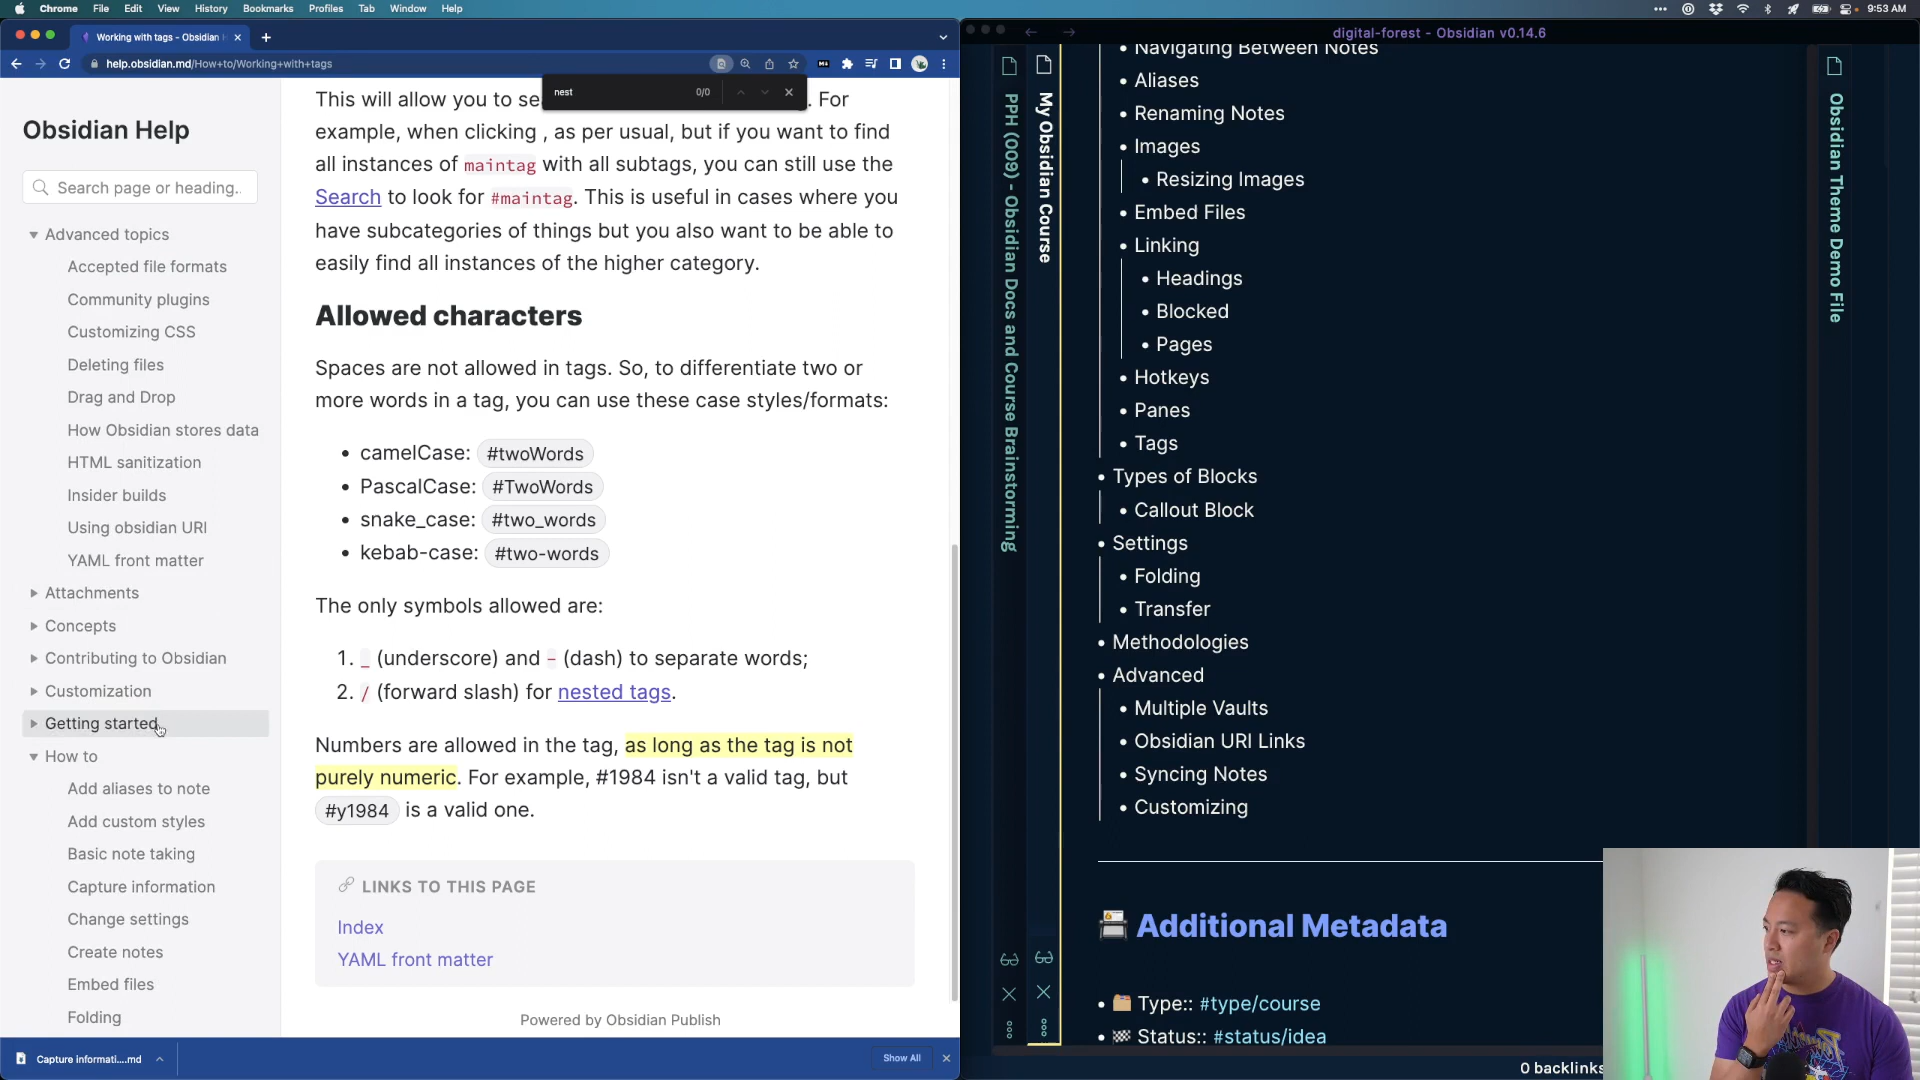 Chrome File Edit View History Bookmarks Profiles Tab Window Help
9:53 AM
Working with tags - Obsidian H
help.obsidian.md/How+to/Working+with+tags
nest 0/0
Obsidian Help
Search page or heading..
Advanced topics
Accepted file formats
Community plugins
Customizing CSS
Deleting files
Drag and Drop
How Obsidian stores data
HTML sanitization
Insider builds
Using obsidian URI
YAML front matter
Attachments
Concepts
Contributing to Obsidian
Customization
Getting started
How to
Add aliases to note
Add custom styles
Basic note taking
Capture information
Change settings
Create notes
Embed files
Folding
This will allow you to se . For
example, when clicking , as per usual, but if you want to find
all instances of maintag with all subtags, you can still use the
Search to look for #maintag. This is useful in cases where you
have subcategories of things but you also want to be able to
easily find all instances of the higher category.
Allowed characters
Spaces are not allowed in tags. So, to differentiate two or
more words in a tag, you can use these case styles/formats:
• camelCase: #twoWords
• PascalCase: #TwoWords
• snake_case: #two_words
• kebab-case: #two-words
The only symbols allowed are:
1. _ (underscore) and - (dash) to separate words;
2. / (forward slash) for nested tags.
Numbers are allowed in the tag, as long as the tag is not
purely numeric. For example, #1984 isn't a valid tag, but
#y1984 is a valid one.
LINKS TO THIS PAGE
Index
YAML front matter
Powered by Obsidian Publish
Capture informati....md
Show All
digital-forest - Obsidian v0.14.6
PPH (009) - Obsidian Docs and Course Brainstorming
My Obsidian Course
• Navigating Between Notes
• Aliases
• Renaming Notes
• Images
• Resizing Images
• Embed Files
• Linking
• Headings
• Blocked
• Pages
• Hotkeys
• Panes
• Tags
• Types of Blocks
• Callout Block
• Settings
• Folding
• Transfer
• Methodologies
• Advanced
• Multiple Vaults
• Obsidian URI Links
• Syncing Notes
• Customizing
Additional Metadata
• Type:: #type/course
• Status:: #status/idea
Obsidian Theme Demo File
0 backlinks